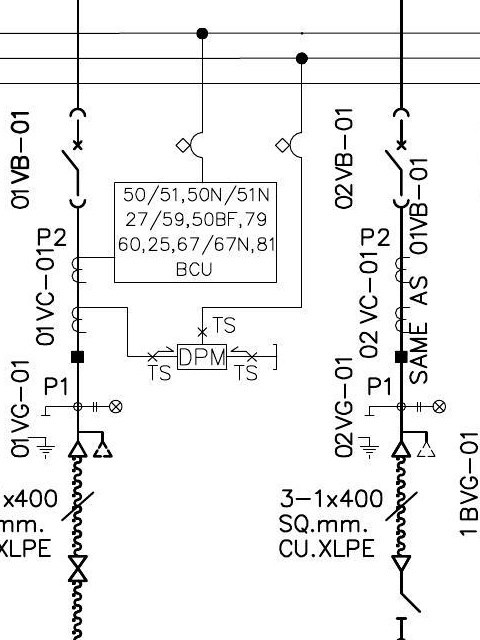 01VB-01
02VB-01
50/51,50N/51N
27/59,50BF,79
60,25,67/67N,81
BCU
P2
P2
01VC-01
02 VC-01
SAME AS 01VB-01
TS
DPM
TS
TS
P1
P1
01VG-01
02VG-01
1BVG-01
x400
mm.
XLPE
3-1x400
SQ.mm.
CU.XLPE